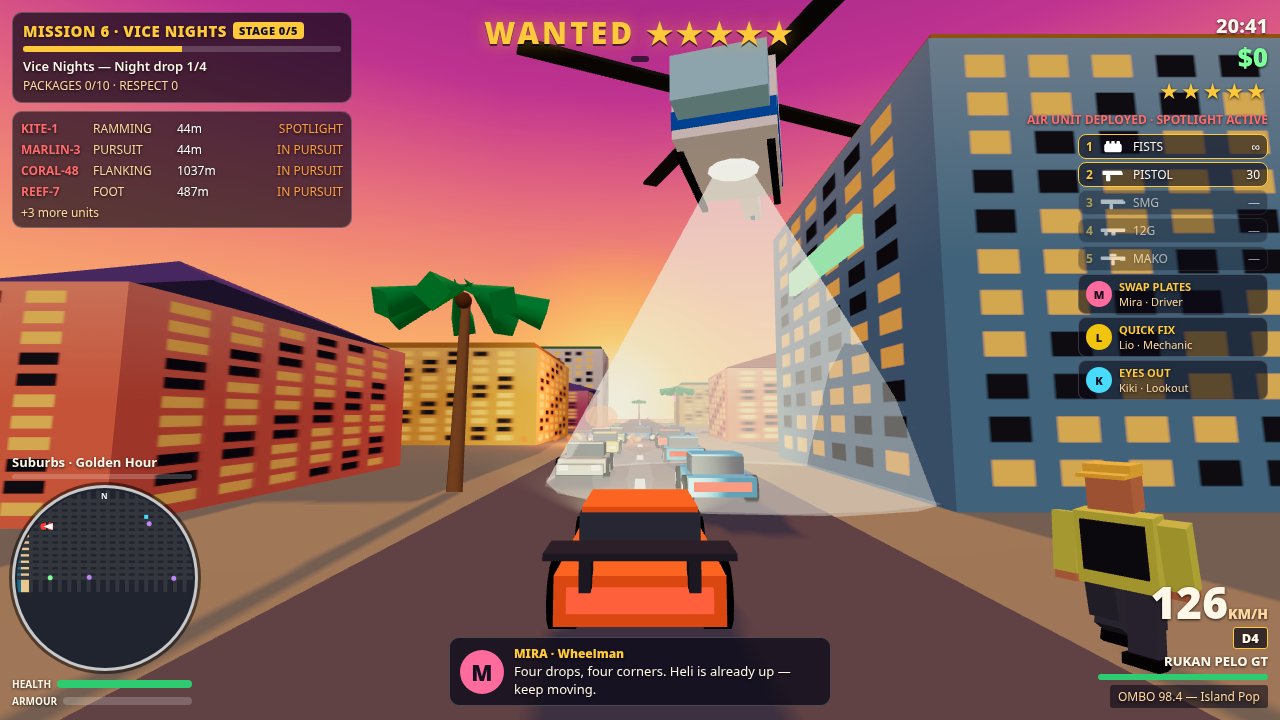 MISSION 6 · VICE NIGHTS STAGE 0/5
Vice Nights — Night drop 1/4
PACKAGES 0/10 · RESPECT 0
KITE-1 RAMMING 44m SPOTLIGHT
MARLIN-3 PURSUIT 44m IN PURSUIT
CORAL-48 FLANKING 1037m IN PURSUIT
REEF-7 FOOT 487m IN PURSUIT
+3 more units
WANTED ★★★★★
20:41
$0
★★★★★
AIR UNIT DEPLOYED · SPOTLIGHT ACTIVE
1 FISTS ∞
2 PISTOL 30
3 SMG —
4 12G —
5 MAKO —
M SWAP PLATES
Mira · Driver
L QUICK FIX
Lio · Mechanic
K EYES OUT
Kiki · Lookout
Suburbs · Golden Hour
N
HEALTH
ARMOUR
M MIRA · Wheelman
Four drops, four corners. Heli is already up —
keep moving.
126 KM/H
D4
RUKAN PELO GT
OMBO 98.4 — Island Pop